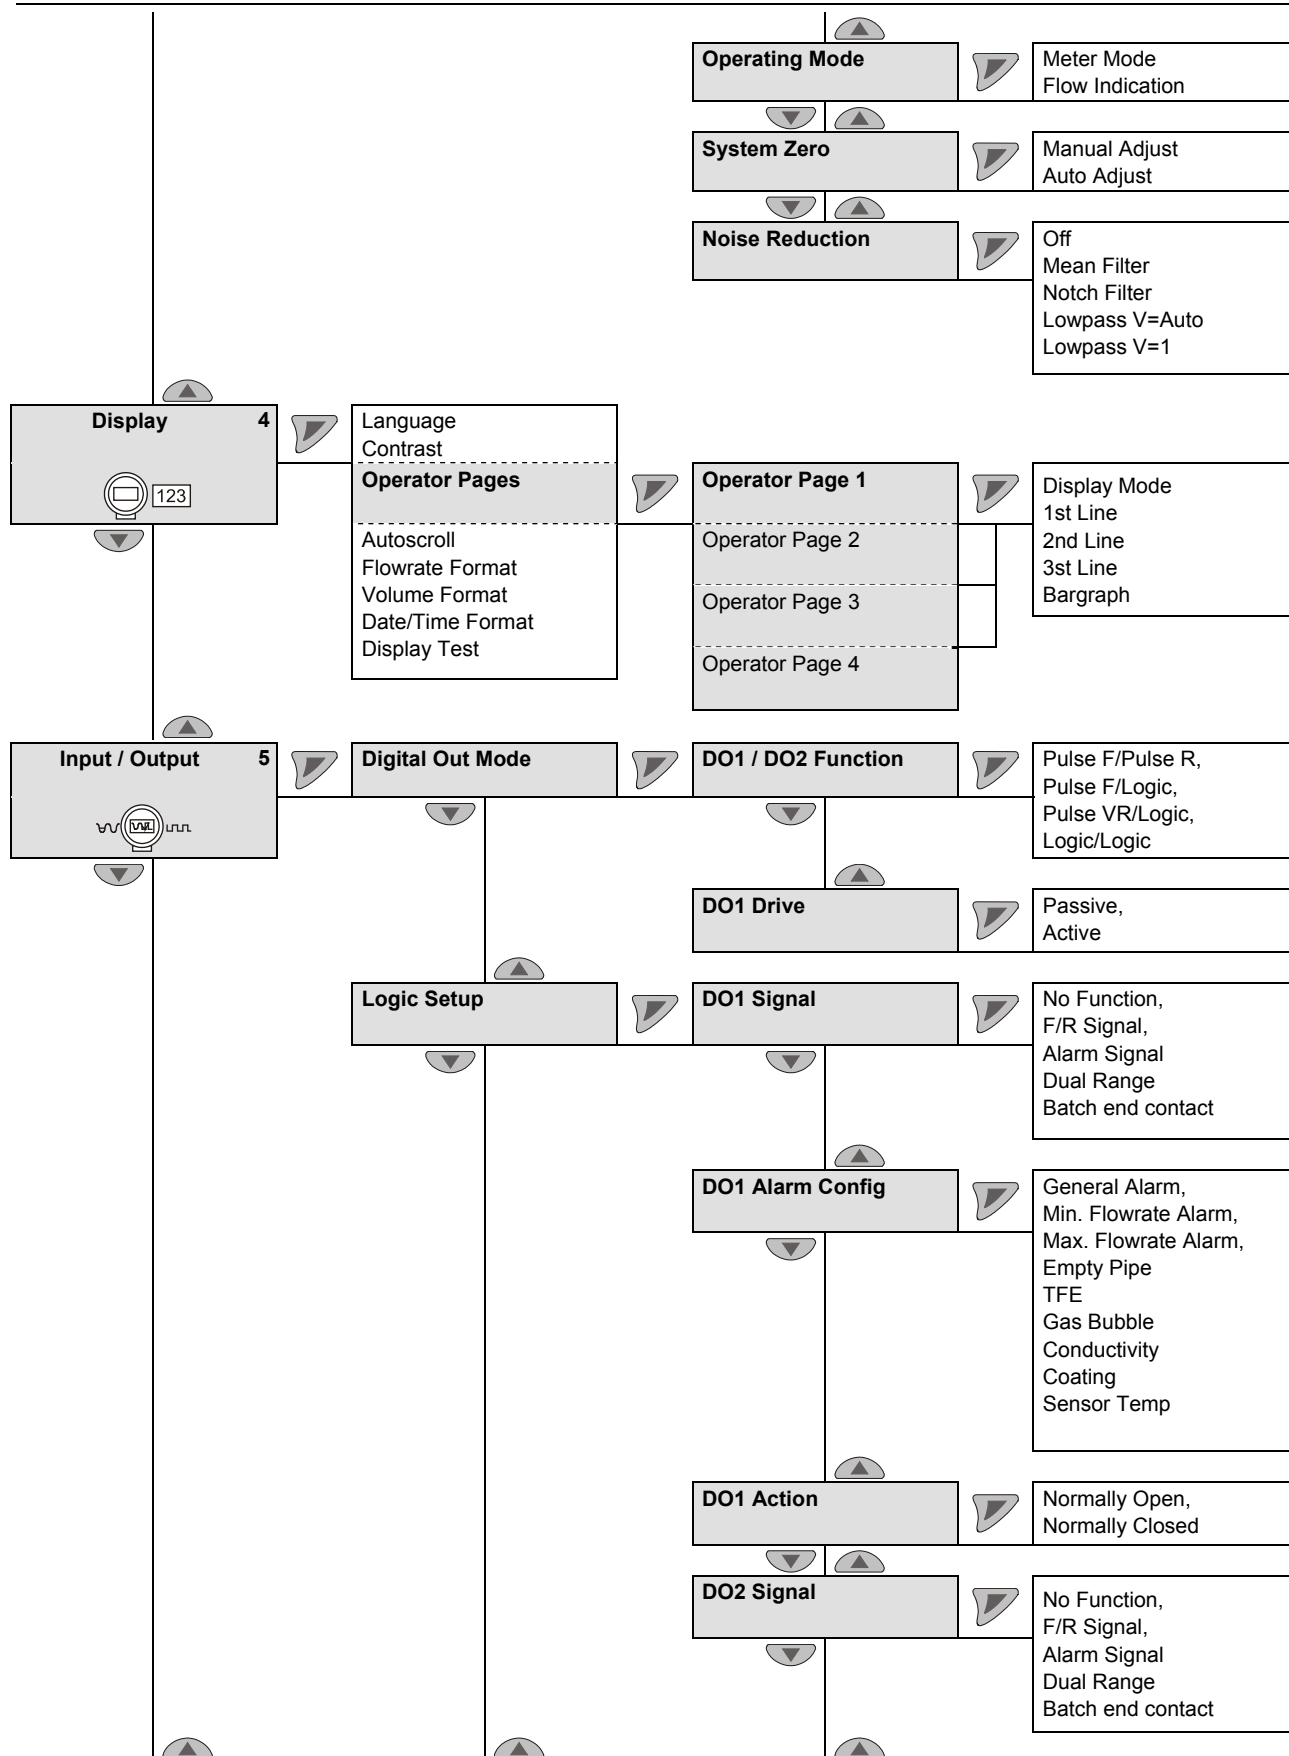 Operating Mode
Meter Mode
Flow Indication
System Zero
Manual Adjust
Auto Adjust
Noise Reduction
Off
Mean Filter
Notch Filter
Lowpass V=Auto
Lowpass V=1
Display 4
123
Language
Contrast
Operator Pages
Autoscroll
Flowrate Format
Volume Format
Date/Time Format
Display Test
Operator Page 1
Operator Page 2
Operator Page 3
Operator Page 4
Display Mode
1st Line
2nd Line
3st Line
Bargraph
Input / Output 5
Digital Out Mode
DO1 / DO2 Function
Pulse F/Pulse R,
Pulse F/Logic,
Pulse VR/Logic,
Logic/Logic
DO1 Drive
Passive,
Active
Logic Setup
DO1 Signal
No Function,
F/R Signal,
Alarm Signal
Dual Range
Batch end contact
DO1 Alarm Config
General Alarm,
Min. Flowrate Alarm,
Max. Flowrate Alarm,
Empty Pipe
TFE
Gas Bubble
Conductivity
Coating
Sensor Temp
DO1 Action
Normally Open,
Normally Closed
DO2 Signal
No Function,
F/R Signal,
Alarm Signal
Dual Range
Batch end contact